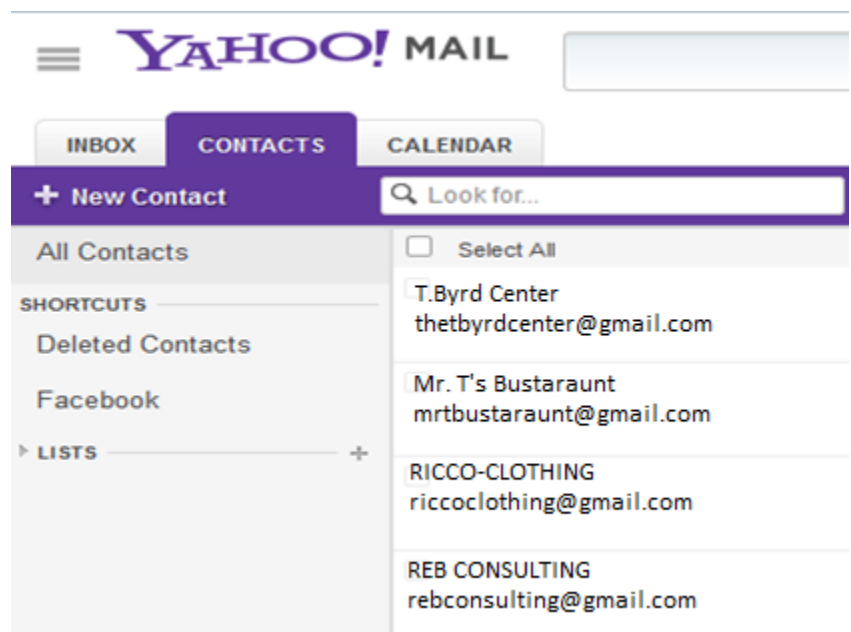 YAHOO! MAIL
INBOX CONTACTS CALENDAR
+ New Contact Look for...
All Contacts Select All
SHORTCUTS
Deleted Contacts
Facebook
LISTS +
T.Byrd Center
thetbyrdcenter@gmail.com
Mr. T's Bustaraunt
mrtbustaraunt@gmail.com
RICCO-CLOTHING
riccoclothing@gmail.com
REB CONSULTING
rebconsulting@gmail.com